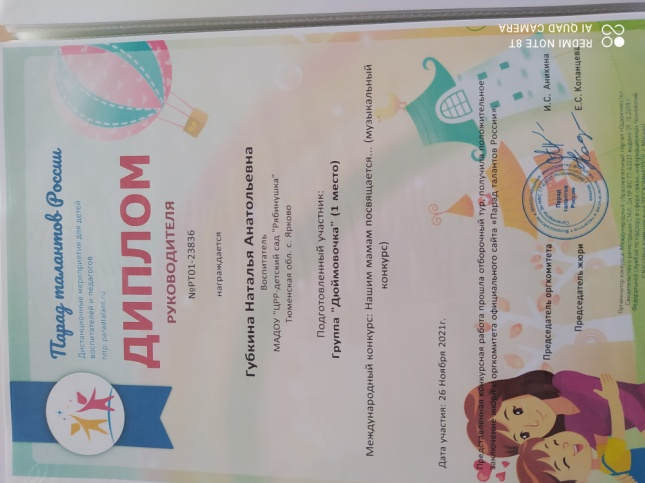 Парад талантов России
Дистанционные мероприятия для детей
воспитателей и педагогов
http: paradtalant.ru
ДИПЛОМ
РУКОВОДИТЕЛЯ
№РТ01-23836
награждается
Губкина Наталья Анатольевна
Воспитатель
МАДОУ "ЦРР-детский сад "Рябинушка"
Тюменская обл. с. Ярково
Подготовленный участник:
Группа "Дюймовочка" (1 место)
Международный конкурс: Нашим мамам посвящается... (музыкальный
конкурс)
Дата участия: 26 Ноября 2021г.
Представленная конкурсная работа прошла отборочный тур, получила положительное
заключение жюри и оргкомитета официального сайта «Парад талантов России»
Председатель оргкомитета И.С. Аникина
Председатель жюри Е.С. Копанцева
Парад
талантов
России
REDMI NOTE 8T
AI QUAD CAMERA